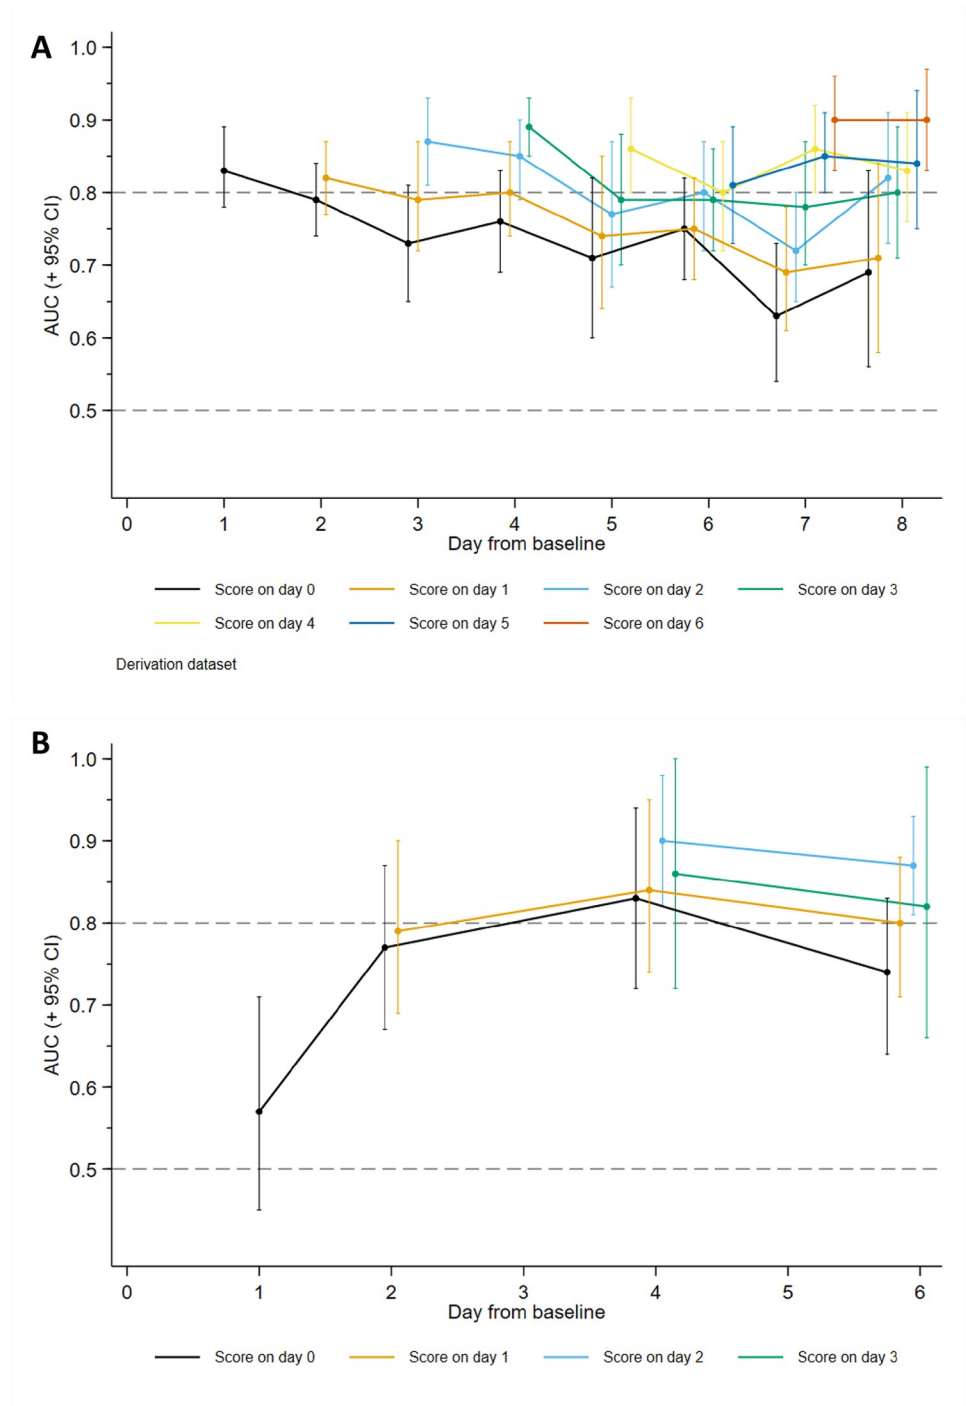 A
1.0
0.9
0.8
0.7
0.6
0.5
AUC (+ 95% CI)
0 1 2 3 4 5 6 7 8
Day from baseline
Score on day 0 Score on day 1 Score on day 2 Score on day 3
Score on day 4 Score on day 5 Score on day 6
Derivation dataset
B
1.0
0.9
0.8
0.7
0.6
0.5
AUC (+ 95% CI)
0 1 2 3 4 5 6
Day from baseline
Score on day 0 Score on day 1 Score on day 2 Score on day 3